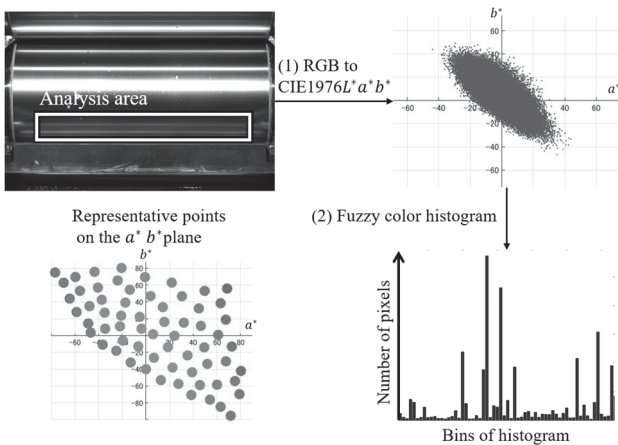 Analysis area
(1) RGB to
CIE1976L*a*b*
b*
60
40
20
a*
-60
-40
-20
20
40
60
-20
-40
-60
(2) Fuzzy color histogram
Representative points
on the a* b*plane
b*
80
60
40
20
a*
-60
-40
-20
20
40
60
80
-20
-40
-60
-80
Number of pixels
Bins of histogram